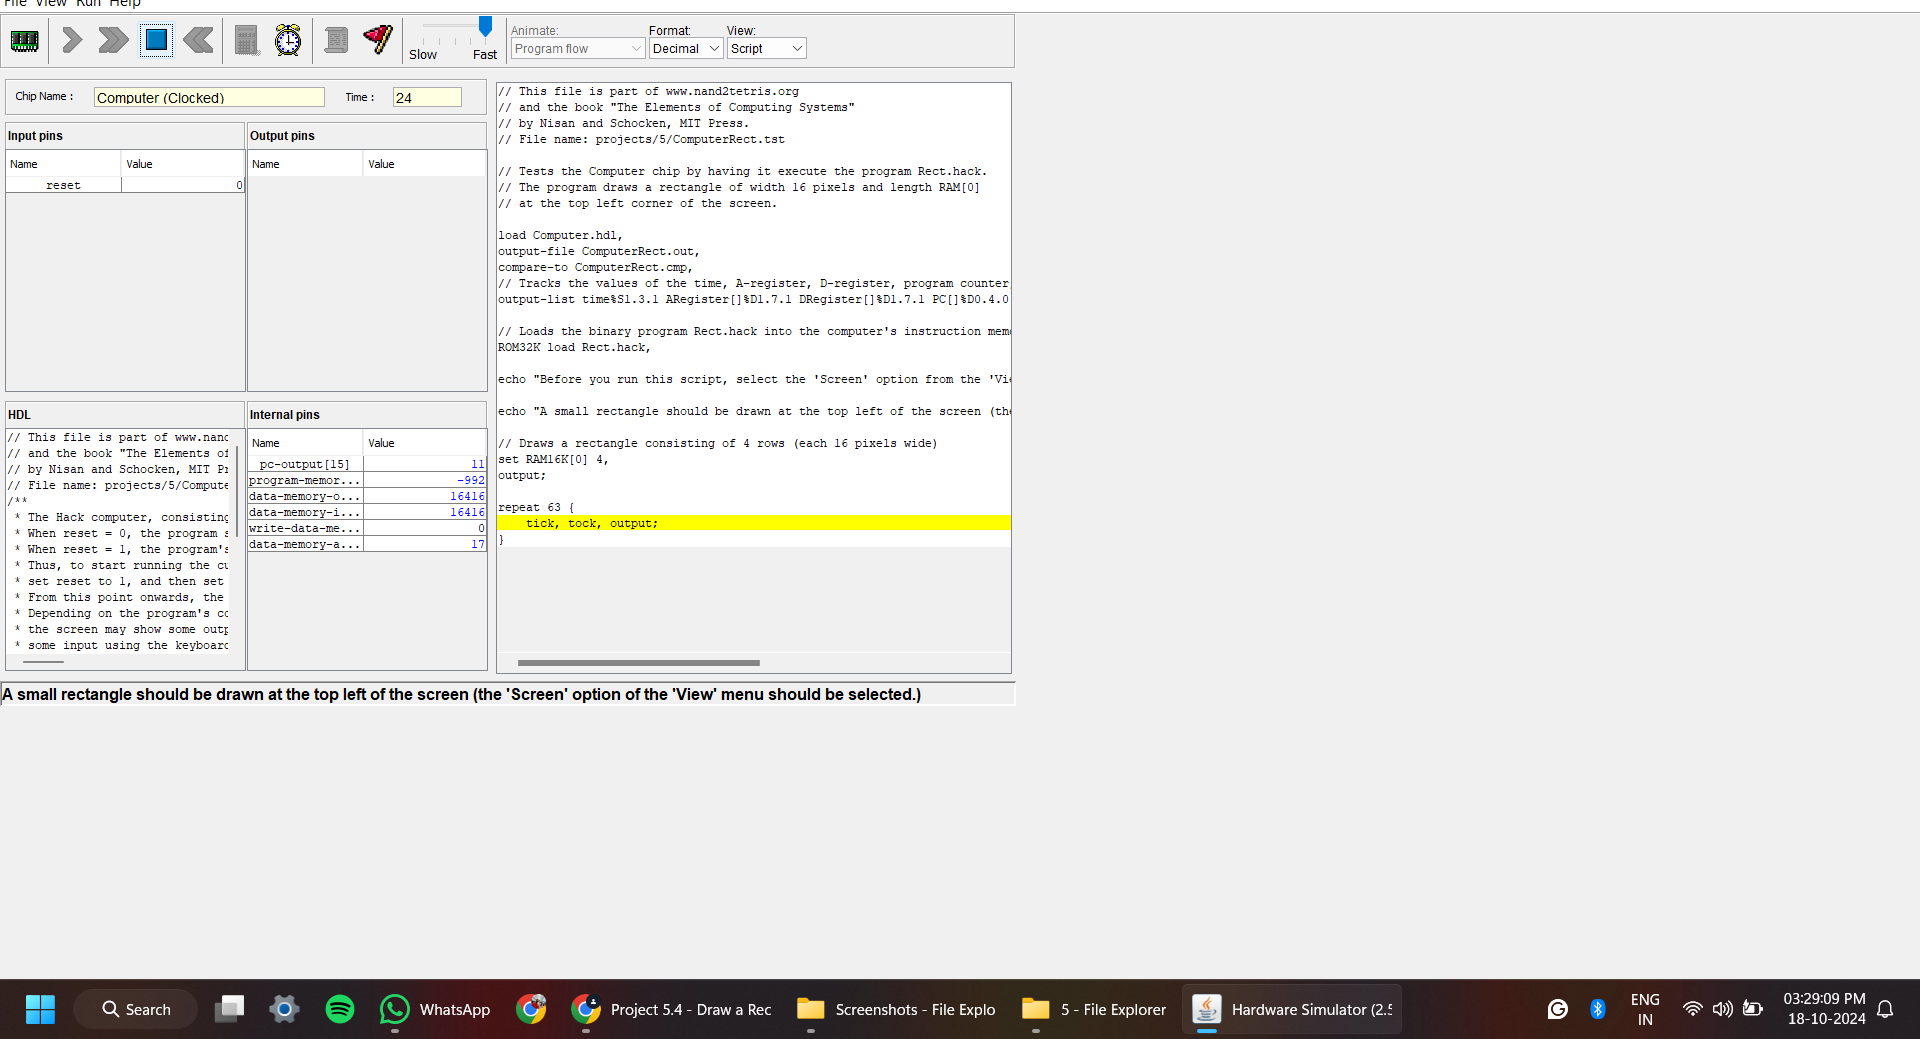 File View Run Help
Slow Fast
Animate:
Program flow
Format:
Decimal
View:
Script
Chip Name :
Computer (Clocked)
Time :
24
Input pins
Name Value
reset 0
Output pins
Name Value
HDL
// This file is part of www.nand
// and the book "The Elements of
// by Nisan and Schocken, MIT Pr
// File name: projects/5/Compute
/**
* The Hack computer, consisting
* When reset = 0, the program s
* When reset = 1, the program's
* Thus, to start running the cu
* set reset to 1, and then set
* From this point onwards, the
* Depending on the program's co
* the screen may show some outp
* some input using the keyboard
Internal pins
Name Value
pc-output[15] 11
program-memor... -992
data-memory-o... 16416
data-memory-i... 16416
write-data-me... 0
data-memory-a... 17
// This file is part of www.nand2tetris.org
// and the book "The Elements of Computing Systems"
// by Nisan and Schocken, MIT Press.
// File name: projects/5/ComputerRect.tst
// Tests the Computer chip by having it execute the program Rect.hack.
// The program draws a rectangle of width 16 pixels and length RAM[0]
// at the top left corner of the screen.
load Computer.hdl,
output-file ComputerRect.out,
compare-to ComputerRect.cmp,
// Tracks the values of the time, A-register, D-register, program counter,
output-list time%S1.3.1 ARegister[]%D1.7.1 DRegister[]%D1.7.1 PC[]%D0.4.0
// Loads the binary program Rect.hack into the computer's instruction mem
ROM32K load Rect.hack,
echo "Before you run this script, select the 'Screen' option from the 'Vie
echo "A small rectangle should be drawn at the top left of the screen (the
// Draws a rectangle consisting of 4 rows (each 16 pixels wide)
set RAM16K[0] 4,
output;
repeat 63 {
tick, tock, output;
}
A small rectangle should be drawn at the top left of the screen (the 'Screen' option of the 'View' menu should be selected.)
Search
WhatsApp
Project 5.4 - Draw a Rec
Screenshots - File Explo
5 - File Explorer
Hardware Simulator (2.5
ENG
IN
03:29:09 PM
18-10-2024